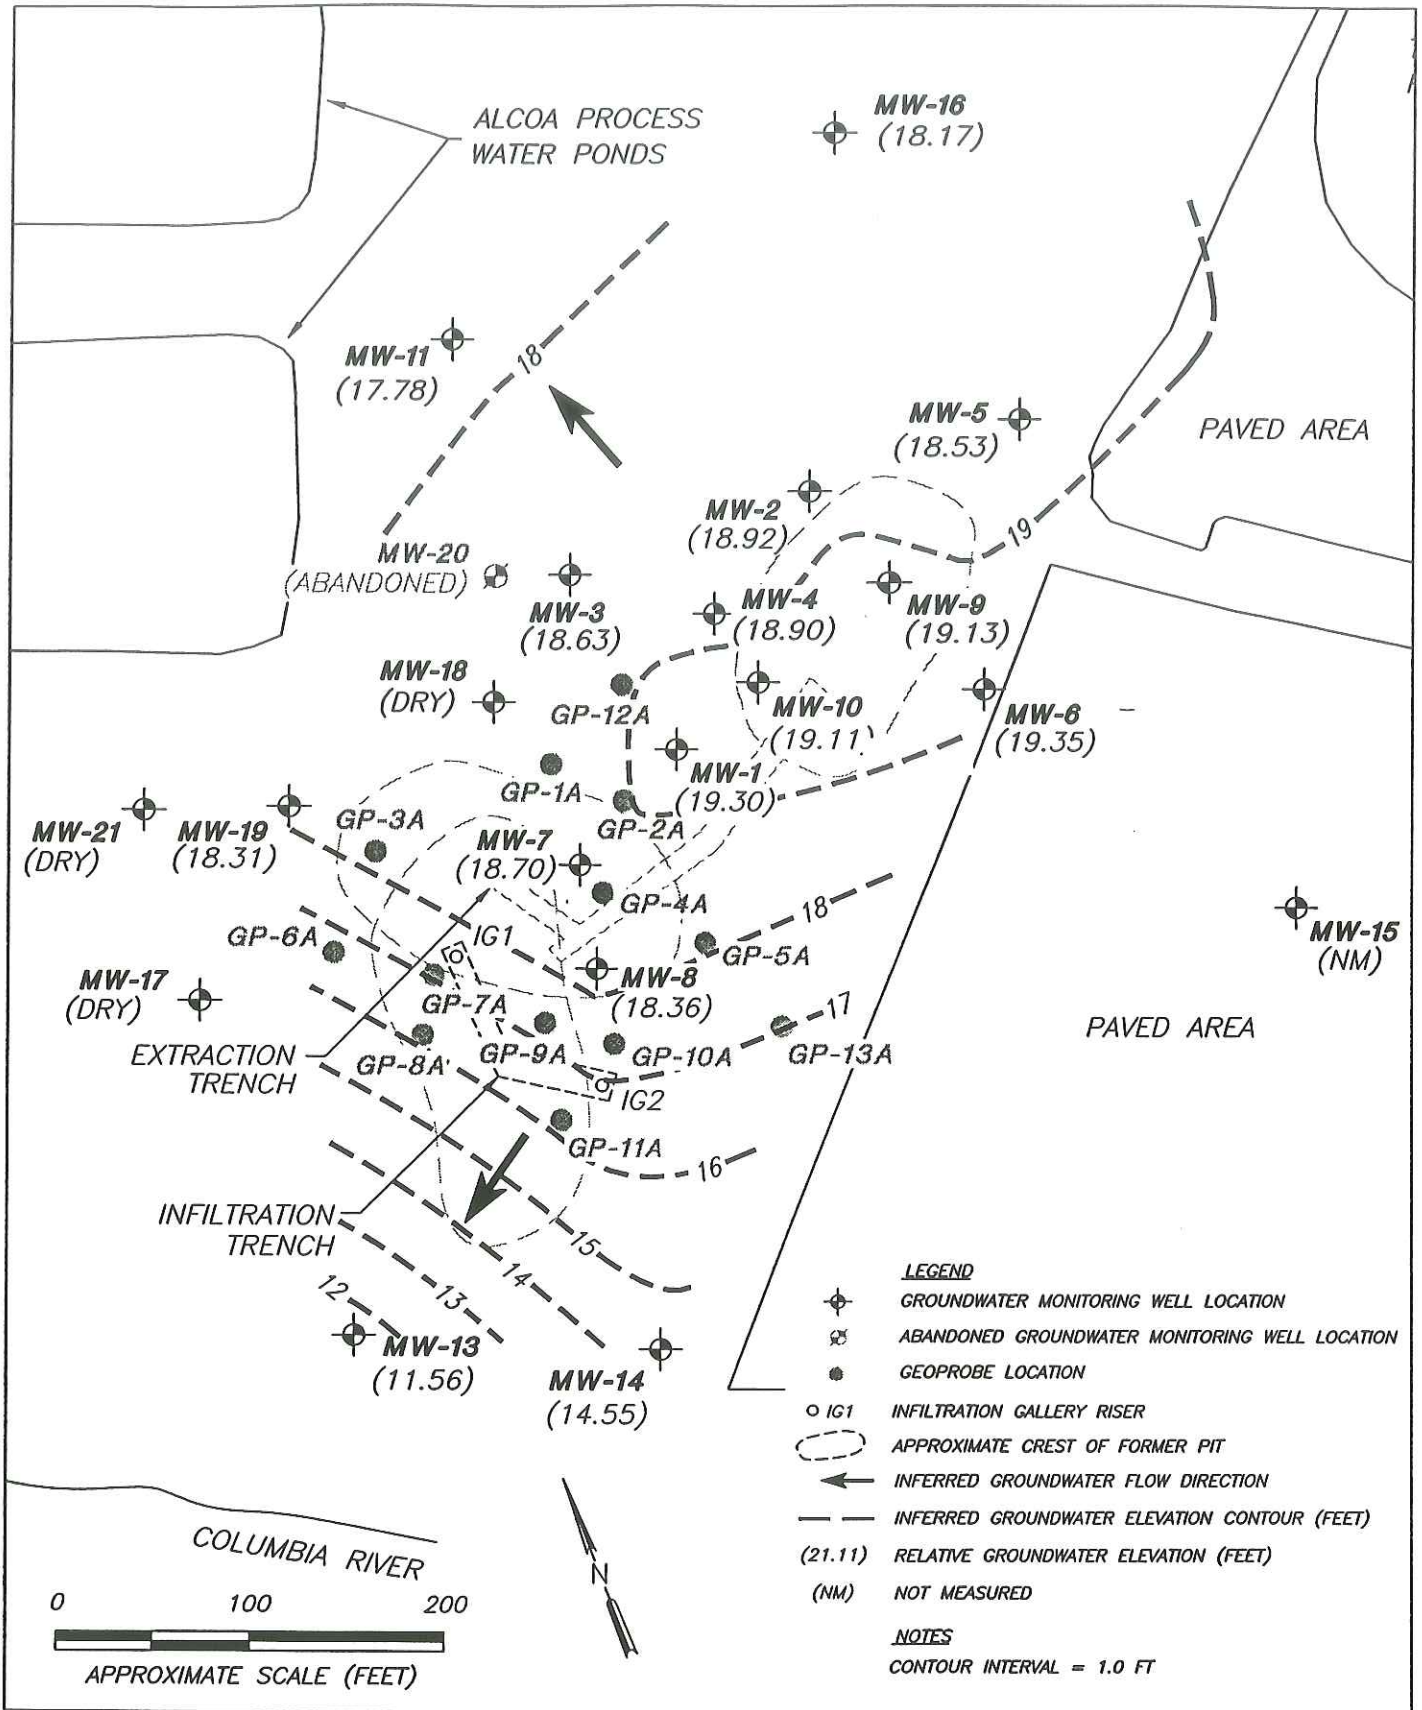 MW-16
(18.17)
ALCOA PROCESS
WATER PONDS
MW-11
(17.78)
18
MW-5
(18.53)
PAVED AREA
MW-2
(18.92)
19
MW-20
(ABANDONED)
MW-3
(18.63)
MW-4
(18.90)
MW-9
(19.13)
MW-18
(DRY)
GP-12A
MW-10
(19.11)
MW-6
(19.35)
MW-1
(19.30)
GP-1A
GP-2A
MW-21
(DRY)
MW-19
(18.31)
GP-3A
MW-7
(18.70)
GP-4A
18
GP-6A
IG1
GP-5A
MW-15
(NM)
MW-17
(DRY)
GP-7A
MW-8
(18.36)
17
PAVED AREA
EXTRACTION
TRENCH
GP-8A
GP-9A
GP-10A
GP-13A
IG2
GP-11A
16
INFILTRATION
TRENCH
15
14
13
12
MW-13
(11.56)
MW-14
(14.55)
LEGEND
GROUNDWATER MONITORING WELL LOCATION
ABANDONED GROUNDWATER MONITORING WELL LOCATION
GEOPROBE LOCATION
IG1 INFILTRATION GALLERY RISER
APPROXIMATE CREST OF FORMER PIT
INFERRED GROUNDWATER FLOW DIRECTION
INFERRED GROUNDWATER ELEVATION CONTOUR (FEET)
(21.11) RELATIVE GROUNDWATER ELEVATION (FEET)
(NM) NOT MEASURED
NOTES
CONTOUR INTERVAL = 1.0 FT
COLUMBIA RIVER
N
0 100 200
APPROXIMATE SCALE (FEET)